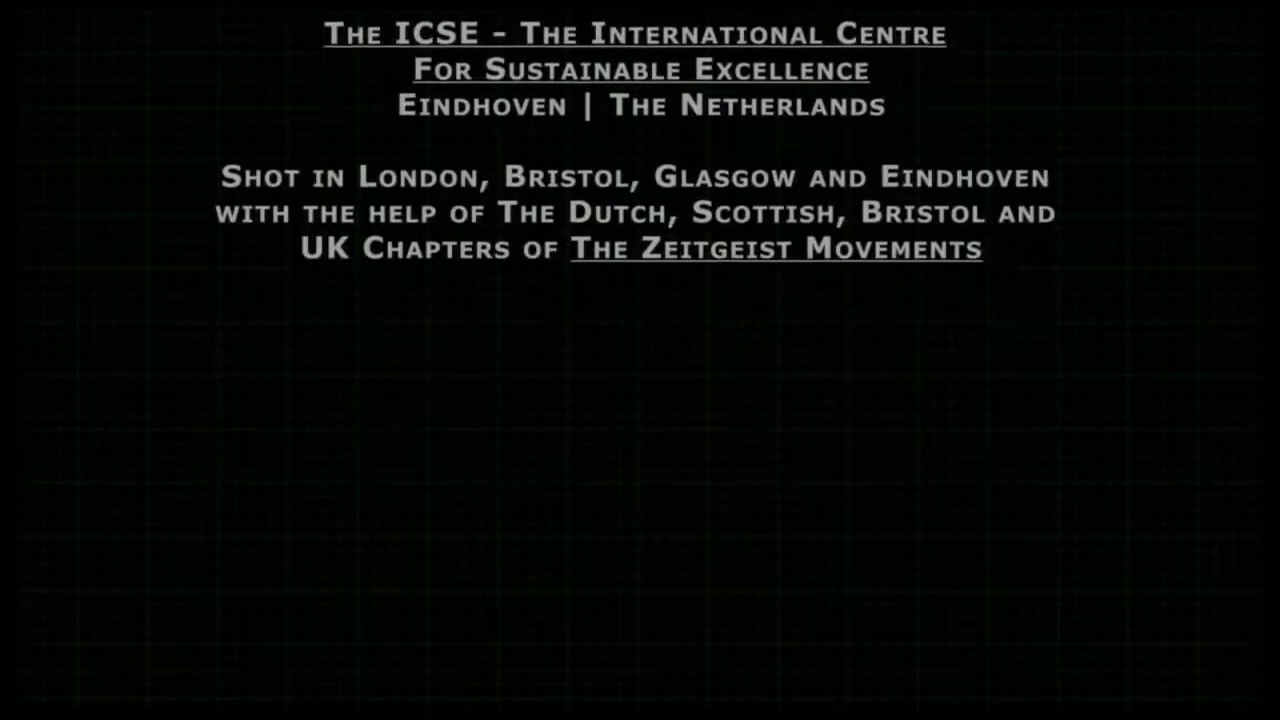 The ICSE - The International Centre
For Sustainable Excellence
Eindhoven | The Netherlands
Shot in London, Bristol, Glasgow and Eindhoven
with the help of The Dutch, Scottish, Bristol and
UK Chapters of The Zeitgeist Movements